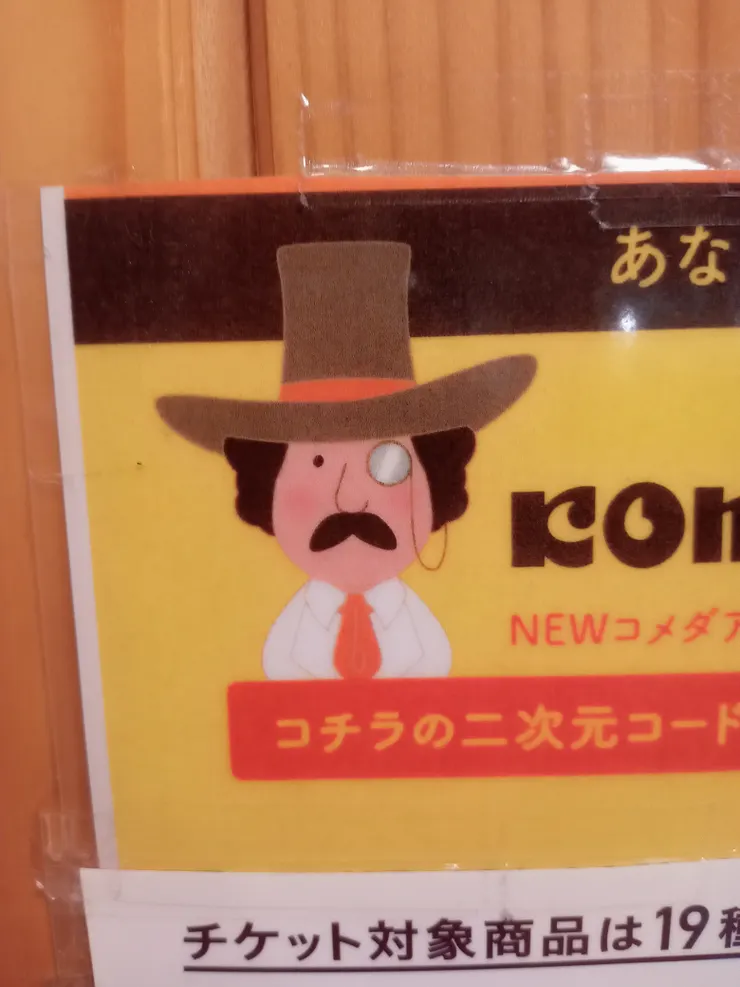 あな
KOM
NEWコメダア
コチラの二次元コード
チケット対象商品は19種